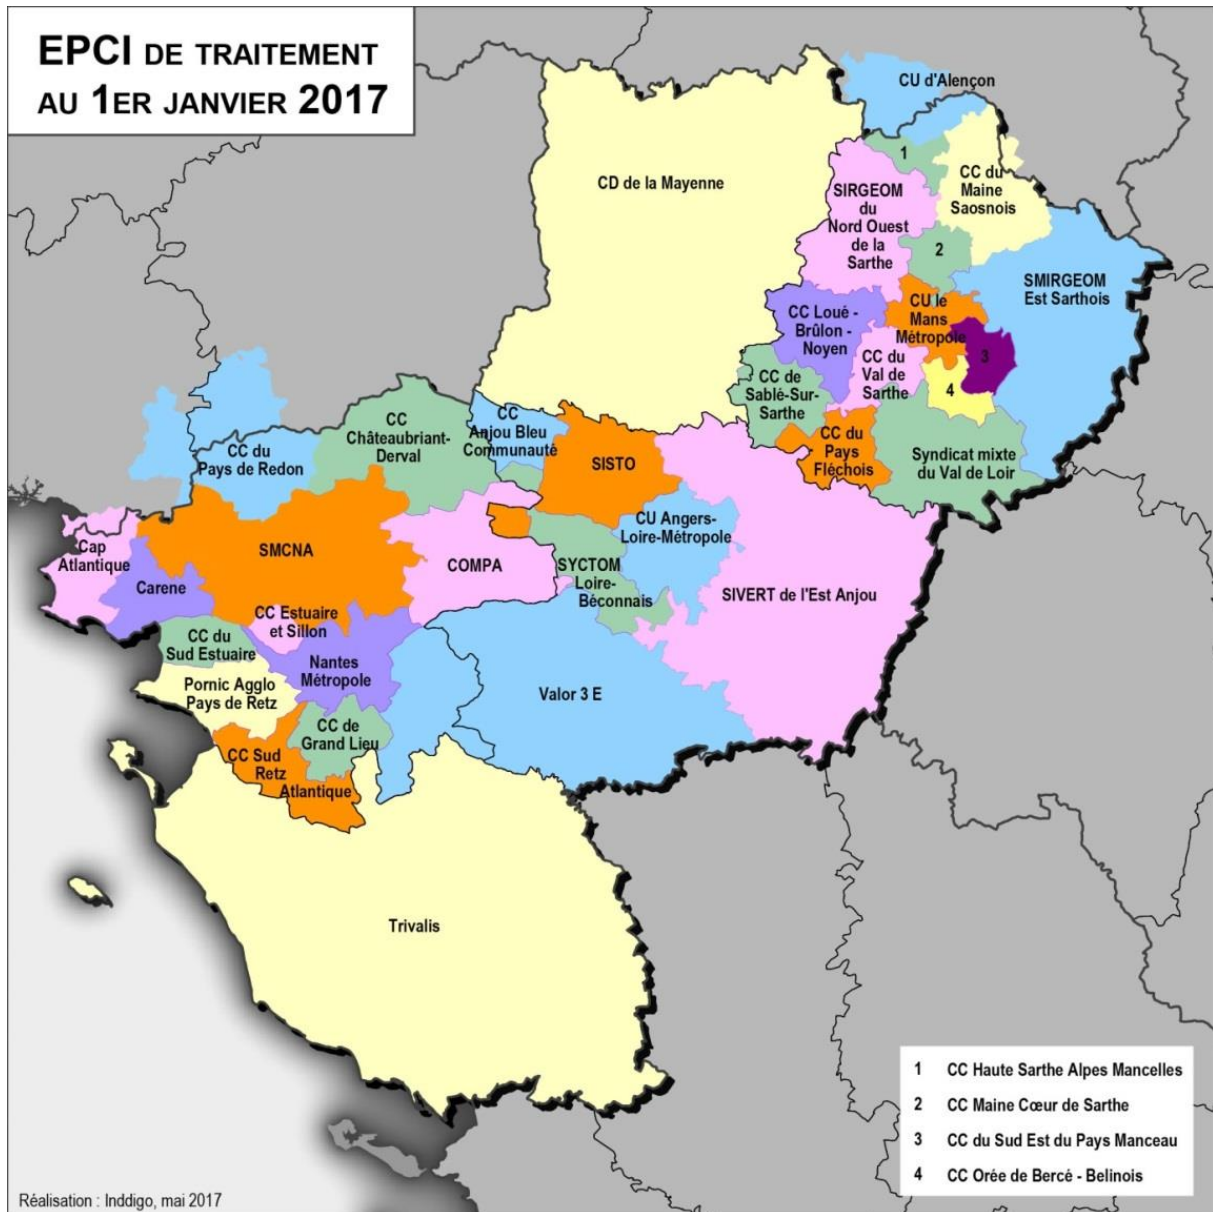 EPCI DE TRAITEMENT
AU 1ER JANVIER 2017
CU d'Alençon
1
CC du
Maine
Saosnois
CD de la Mayenne
SIRGEOM
du
Nord Ouest
de la
Sarthe
2
SMIRGEOM
Est Sarthois
CU le
Mans
Métropole
CC Loué -
Brûlon -
Noyen
3
CC du
Val de
Sarthe
4
CC de
Sablé-Sur-
Sarthe
CC
Châteaubriant-
Derval
CC
Anjou Bleu
Communauté
CC du
Pays de Redon
SISTO
CC du
Pays
Fléchois
Syndicat mixte
du Val de Loir
CU Angers-
Loire-Métropole
Cap
Atlantique
SMCNA
COMPA
SYCTOM
Loire-
Béconnais
Carene
SIVERT de l'Est Anjou
CC Estuaire
et Sillon
CC du
Sud Estuaire
Nantes
Métropole
Pornic Agglo
Pays de Retz
Valor 3 E
CC de
Grand Lieu
CC Sud
Retz
Atlantique
Trivalis
1 CC Haute Sarthe Alpes Mancelles
2 CC Maine Cœur de Sarthe
3 CC du Sud Est du Pays Manceau
4 CC Orée de Bercé - Belinois
Réalisation : Inddigo, mai 2017